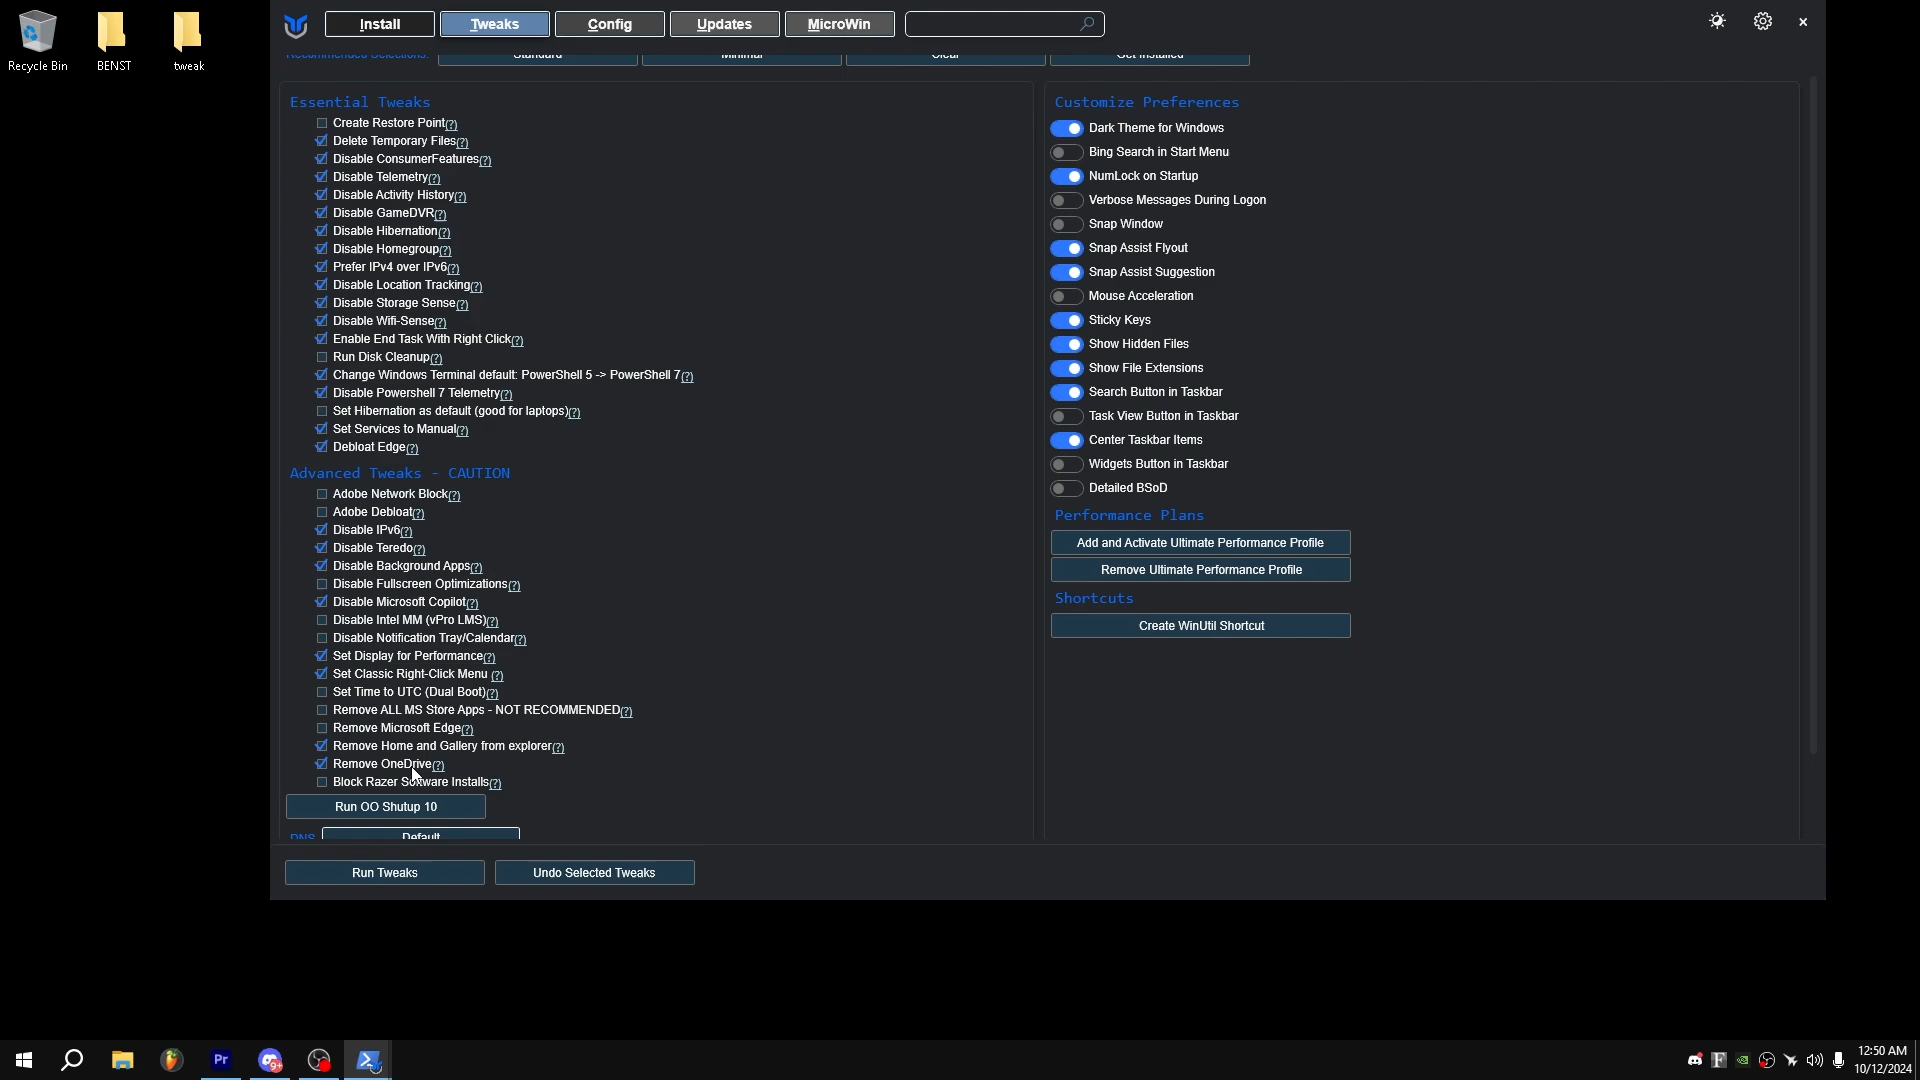 Recycle Bin
BENST
tweak
Install
Tweaks
Config
Updates
MicroWin
Recommended Selections:
Standard
Minimal
Clear
Get Installed
Essential Tweaks
Create Restore Point(?)
Delete Temporary Files(?)
Disable ConsumerFeatures(?)
Disable Telemetry(?)
Disable Activity History(?)
Disable GameDVR(?)
Disable Hibernation(?)
Disable Homegroup(?)
Prefer IPv4 over IPv6(?)
Disable Location Tracking(?)
Disable Storage Sense(?)
Disable Wifi-Sense(?)
Enable End Task With Right Click(?)
Run Disk Cleanup(?)
Change Windows Terminal default: PowerShell 5 -> PowerShell 7(?)
Disable Powershell 7 Telemetry(?)
Set Hibernation as default (good for laptops)(?)
Set Services to Manual(?)
Debloat Edge(?)
Advanced Tweaks - CAUTION
Adobe Network Block(?)
Adobe Debloat(?)
Disable IPv6(?)
Disable Teredo(?)
Disable Background Apps(?)
Disable Fullscreen Optimizations(?)
Disable Microsoft Copilot(?)
Disable Intel MM (vPro LMS)(?)
Disable Notification Tray/Calendar(?)
Set Display for Performance(?)
Set Classic Right-Click Menu (?)
Set Time to UTC (Dual Boot)(?)
Remove ALL MS Store Apps - NOT RECOMMENDED(?)
Remove Microsoft Edge(?)
Remove Home and Gallery from explorer(?)
Remove OneDrive(?)
Block Razer Software Installs(?)
Run OO Shutup 10
DNS
Default
Run Tweaks
Undo Selected Tweaks
Customize Preferences
Dark Theme for Windows
Bing Search in Start Menu
NumLock on Startup
Verbose Messages During Logon
Snap Window
Snap Assist Flyout
Snap Assist Suggestion
Mouse Acceleration
Sticky Keys
Show Hidden Files
Show File Extensions
Search Button in Taskbar
Task View Button in Taskbar
Center Taskbar Items
Widgets Button in Taskbar
Detailed BSoD
Performance Plans
Add and Activate Ultimate Performance Profile
Remove Ultimate Performance Profile
Shortcuts
Create WinUtil Shortcut
Pr
9+
12:50 AM
10/12/2024